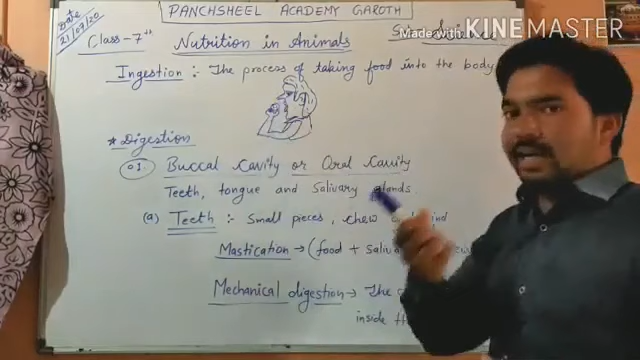 Date
21/07/20
PANCHSHEEL ACADEMY GAROTH
Class - 7th
Nutrition in Animals
Made with KINEMASTER
Ingestion :- The process of taking food into the body
* Digestion
01. Buccal Cavity or Oral Cavity
Teeth, tongue and Salivary glands.
(a) Teeth :- Small pieces, chew
Mastication → (food +
Mechanical digestion → The
inside